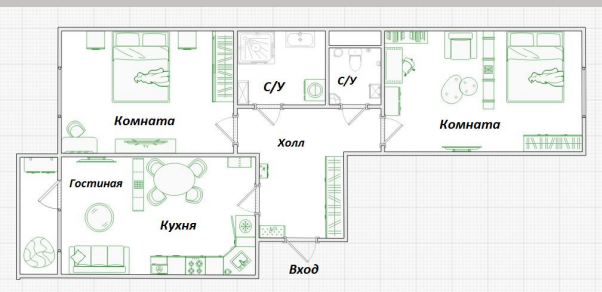 С/У
С/У
Комната
Холл
Комната
Гостиная
Кухня
Вход